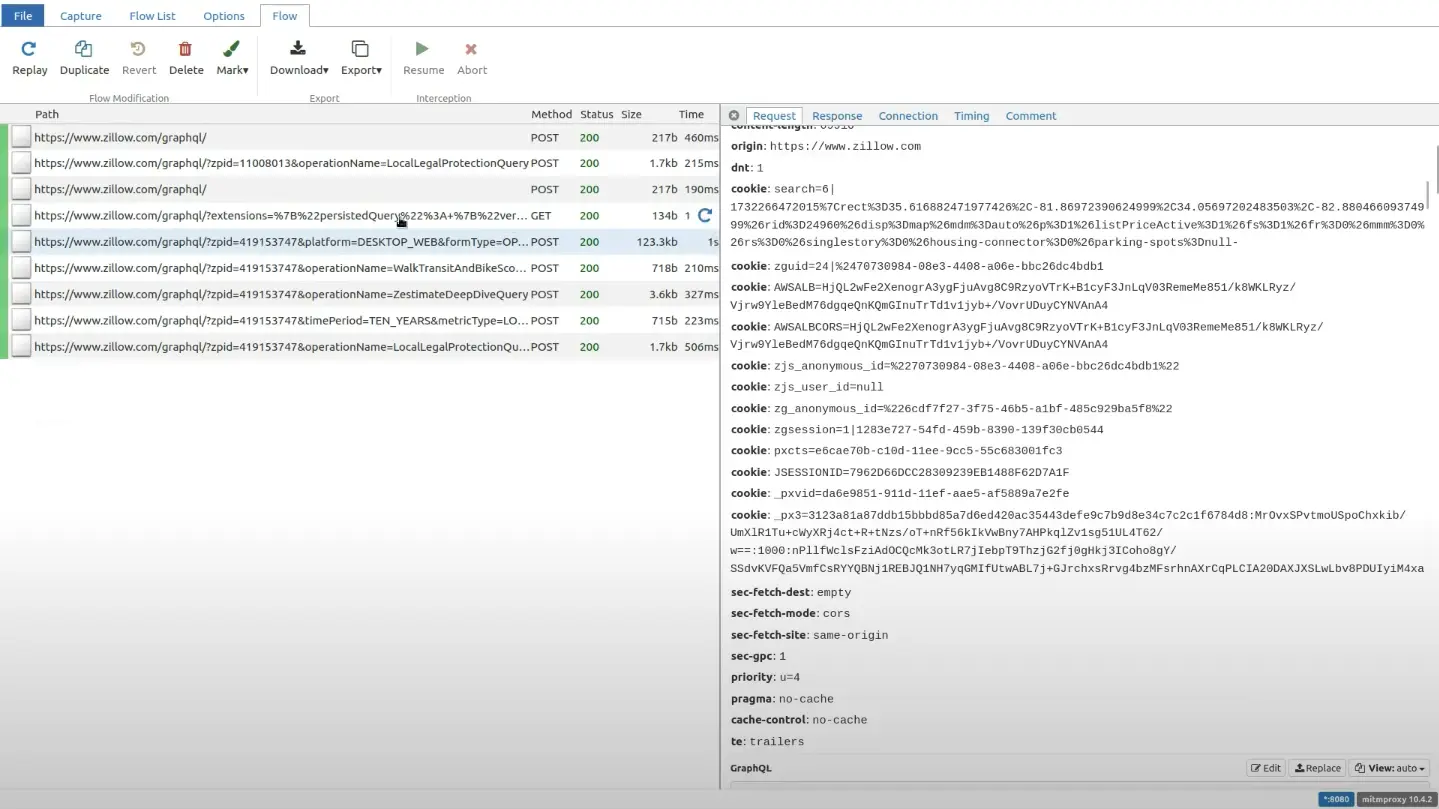 File Capture Flow List Options Flow
Replay Duplicate Revert Delete Mark▾ Download▾ Export▾ Resume Abort
Flow Modification Export Interception
Path Method Status Size Time
https://www.zillow.com/graphql/ POST 200 217b 460ms
https://www.zillow.com/graphql/?zpid=11008013&operationName=LocalLegalProtectionQuery POST 200 1.7kb 215ms
https://www.zillow.com/graphql/ POST 200 217b 190ms
https://www.zillow.com/graphql/?extensions=%7B%22persistedQuery%22%3A+%7B%22ver... GET 200 134b 1
https://www.zillow.com/graphql/?zpid=419153747&platform=DESKTOP_WEB&formType=OP... POST 200 123.3kb 1s
https://www.zillow.com/graphql/?zpid=419153747&operationName=WalkTransitAndBikeSco... POST 200 718b 210ms
https://www.zillow.com/graphql/?zpid=419153747&operationName=ZestimateDeepDiveQuery POST 200 3.6kb 327ms
https://www.zillow.com/graphql/?zpid=419153747&timePeriod=TEN_YEARS&metricType=LO... POST 200 715b 223ms
https://www.zillow.com/graphql/?zpid=419153747&operationName=LocalLegalProtectionQu... POST 200 1.7kb 506ms
Request Response Connection Timing Comment
content-length:
origin: https://www.zillow.com
dnt: 1
cookie: search=6|
1732266472015%7Crect%3D35.616882471977426%2C-81.86972390624999%2C34.05697202483503%2C-82.8804660937499
99%26rid%3D24960%26disp%3Dmap%26mdm%3Dauto%26p%3D1%26listPriceActive%3D1%26fs%3D1%26fr%3D0%26mmm%3D0%
26rs%3D0%26singlestory%3D0%26housing-connector%3D0%26parking-spots%3Dnull-
cookie: zguid=24|%2470730984-08e3-4408-a06e-bbc26dc4bdb1
cookie: AWSALB=HjQL2wFe2XenogrA3ygFjuAvg8C9RzyoVTrK+B1cyF3JnLqV03RemeMe851/k8WKLRyz/
Vjrw9YleBedM76dgqeQnKQmGInuTrTd1v1jyb+/VovrUDuyCYNVAnA4
cookie: AWSALBCORS=HjQL2wFe2XenogrA3ygFjuAvg8C9RzyoVTrK+B1cyF3JnLqV03RemeMe851/k8WKLRyz/
Vjrw9YleBedM76dgqeQnKQmGInuTrTd1v1jyb+/VovrUDuyCYNVAnA4
cookie: zjs_anonymous_id=%2270730984-08e3-4408-a06e-bbc26dc4bdb1%22
cookie: zjs_user_id=null
cookie: zg_anonymous_id=%226cdf7f27-3f75-46b5-a1bf-485c929ba5f8%22
cookie: zgsession=1|1283e727-54fd-459b-8390-139f30cb0544
cookie: pxcts=e6cae70b-c10d-11ee-9cc5-55c683001fc3
cookie: JSESSIONID=7962D66DCC28309239EB1488F62D7A1F
cookie: _pxvid=da6e9851-911d-11ef-aae5-af5889a7e2fe
cookie: _px3=3123a81a87ddb15bbbd85a7d6ed420ac35443defe9c7b9d8e34c7c2c1f6784d8:MrOvxSPvtmoUSpoChxkib/
UmXlR1Tu+cWyXRj4ct+R+tNzs/oT+nRf56kIkVwBny7AHPkqlZv1sg51UL4T62/
w==:1000:nPllfWclsFziAdOCQcMk3otLR7jIebpT9ThzjG2fj0gHkj3ICoho8gY/
SSdvKVFQa5VmfCsRYYQBNj1REBJQ1NH7yqGMIfUtwABL7j+GJrchxsRrvg4bzMFsrhnAXrCqPLCIA20DAXJXSLwLbv8PDUIyiM4xa
sec-fetch-dest: empty
sec-fetch-mode: cors
sec-fetch-site: same-origin
sec-gpc: 1
priority: u=4
pragma: no-cache
cache-control: no-cache
te: trailers
GraphQL Edit Replace View: auto
*:8080 mitmproxy 10.4.2